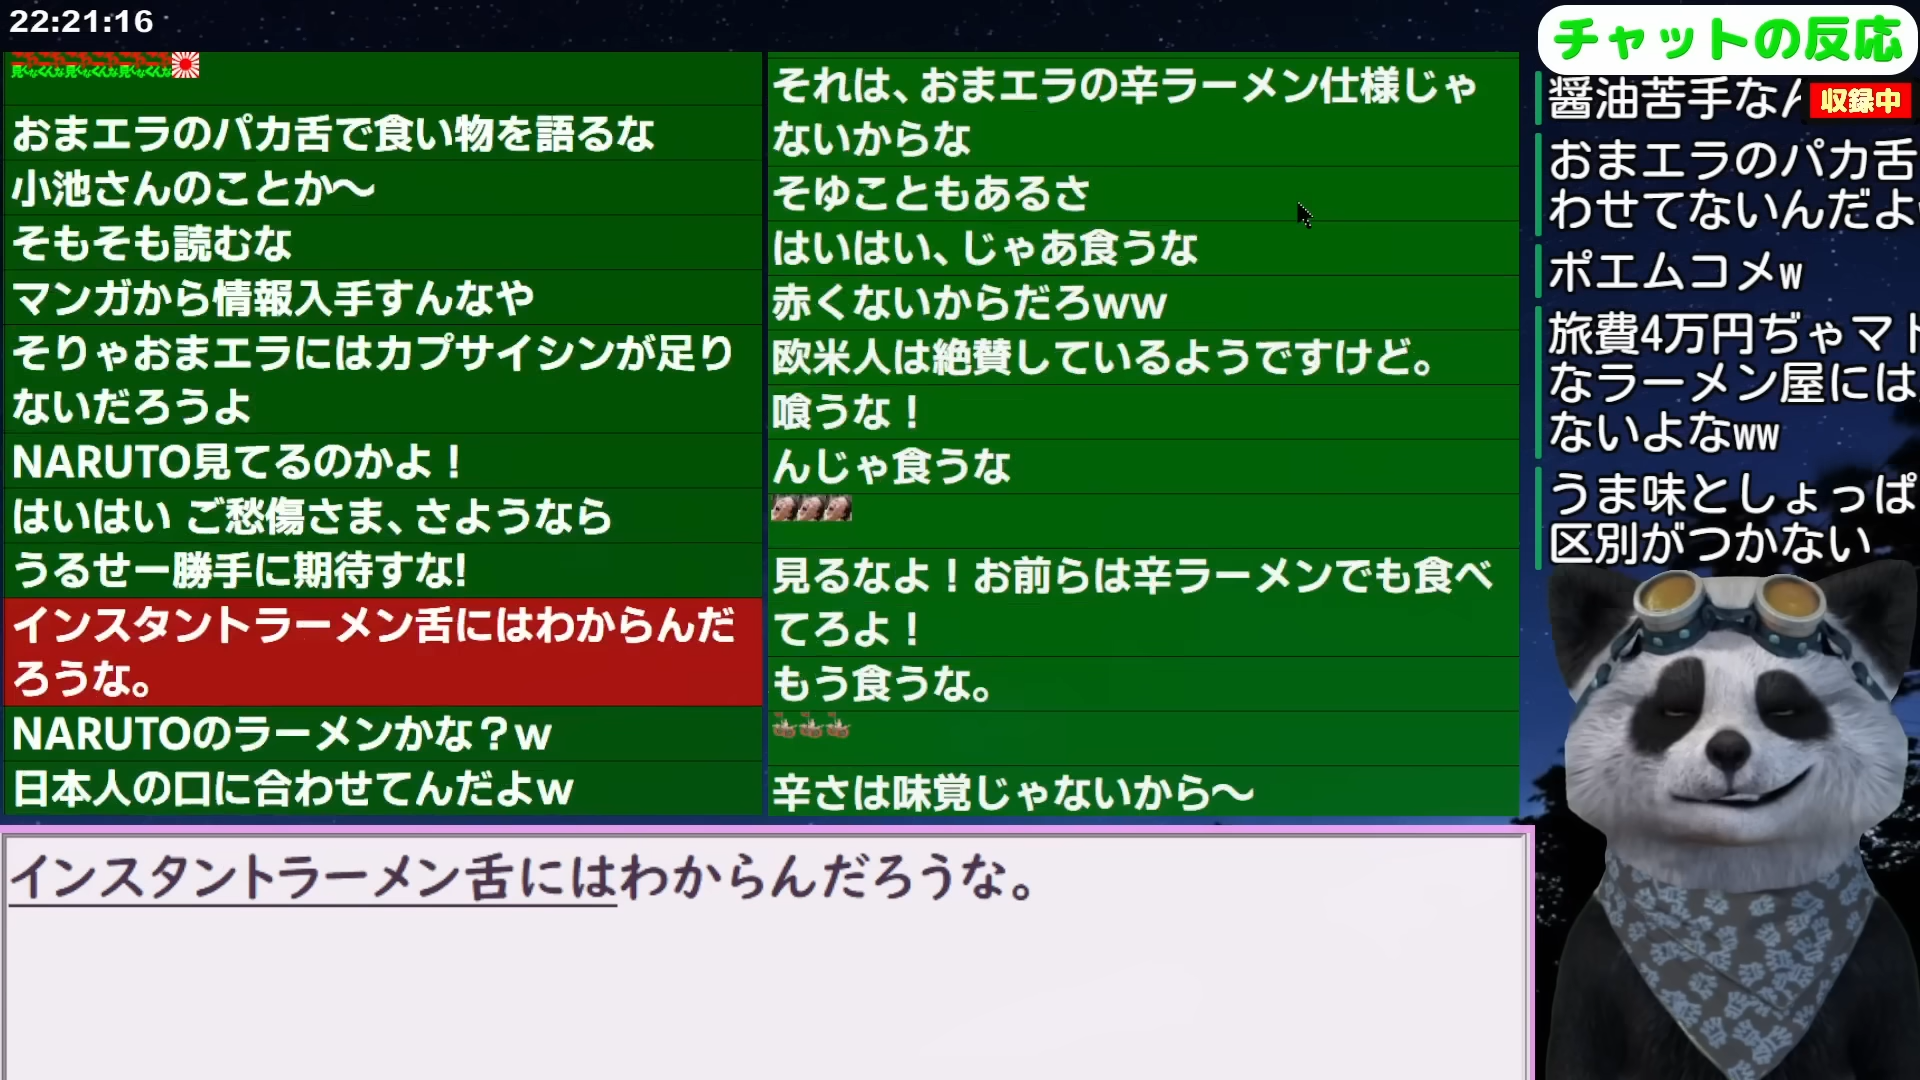 22:21:16
おまエラのパカ舌で食い物を語るな
小池さんのことか〜
そもそも読むな
マンガから情報入手すんなや
そりゃおまエラにはカプサイシンが足り
ないだろうよ
NARUTO見てるのかよ！
はいはい ご愁傷さま、さようなら
うるせー勝手に期待すな!
インスタントラーメン舌にはわからんだ
ろうな。
NARUTOのラーメンかな？w
日本人の口に合わせてんだよw
それは、おまエラの辛ラーメン仕様じゃ
ないからな
そゆこともあるさ
はいはい、じゃあ食うな
赤くないからだろww
欧米人は絶賛しているようですけど。
喰うな！
んじゃ食うな
見るなよ！お前らは辛ラーメンでも食べ
てろよ！
もう食うな。
辛さは味覚じゃないから〜
チャットの反応
醤油苦手な
収録中
おまエラのパカ舌
わせてないんだよ
ポエムコメw
旅費4万円ぢゃマト
なラーメン屋には
ないよなww
うま味としょっぱ
区別がつかない
インスタントラーメン舌にはわからんだろうな。